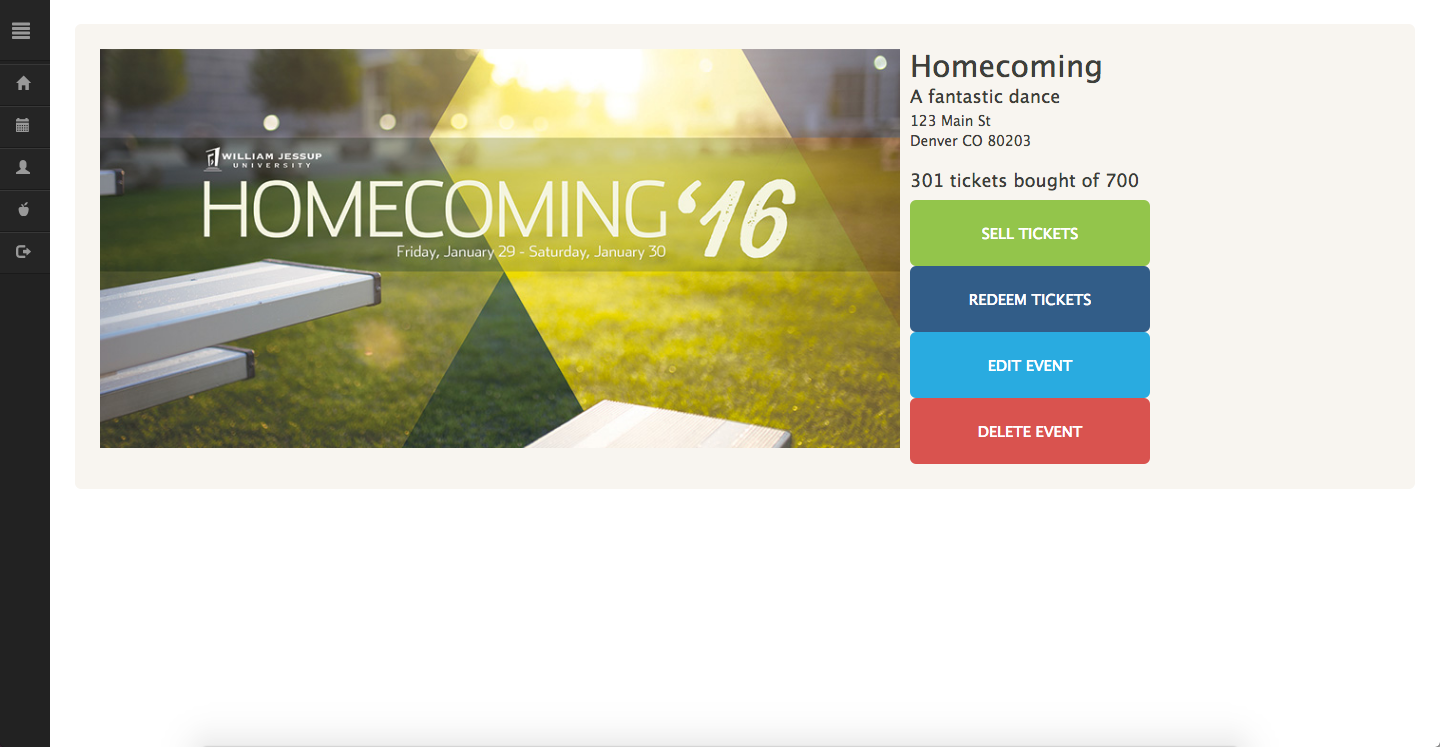 WILLIAM JESSUP
UNIVERSITY
HOMECOMING '16
Friday, January 29 - Saturday, January 30
Homecoming
A fantastic dance
123 Main St
Denver CO 80203
301 tickets bought of 700
SELL TICKETS
REDEEM TICKETS
EDIT EVENT
DELETE EVENT